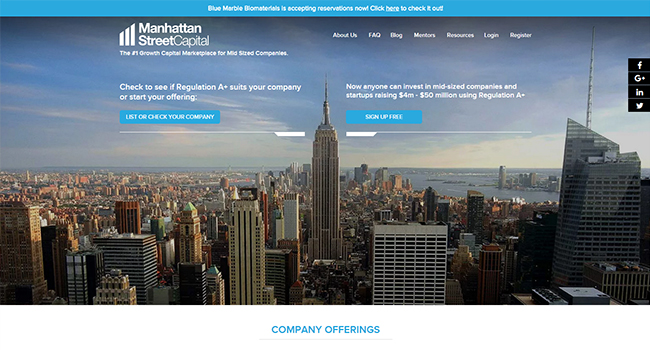 Blue Marble Biomaterials is accepting reservations now! Click here to check it out!
Manhattan
StreetCapital
The #1 Growth Capital Marketplace for Mid Sized Companies.
About Us FAQ Blog Mentors Resources Login Register
Check to see if Regulation A+ suits your company
or start your offering:
LIST OR CHECK YOUR COMPANY
Now anyone can invest in mid-sized companies and
startups raising $4m - $50 million using Regulation A+
SIGN UP FREE
COMPANY OFFERINGS